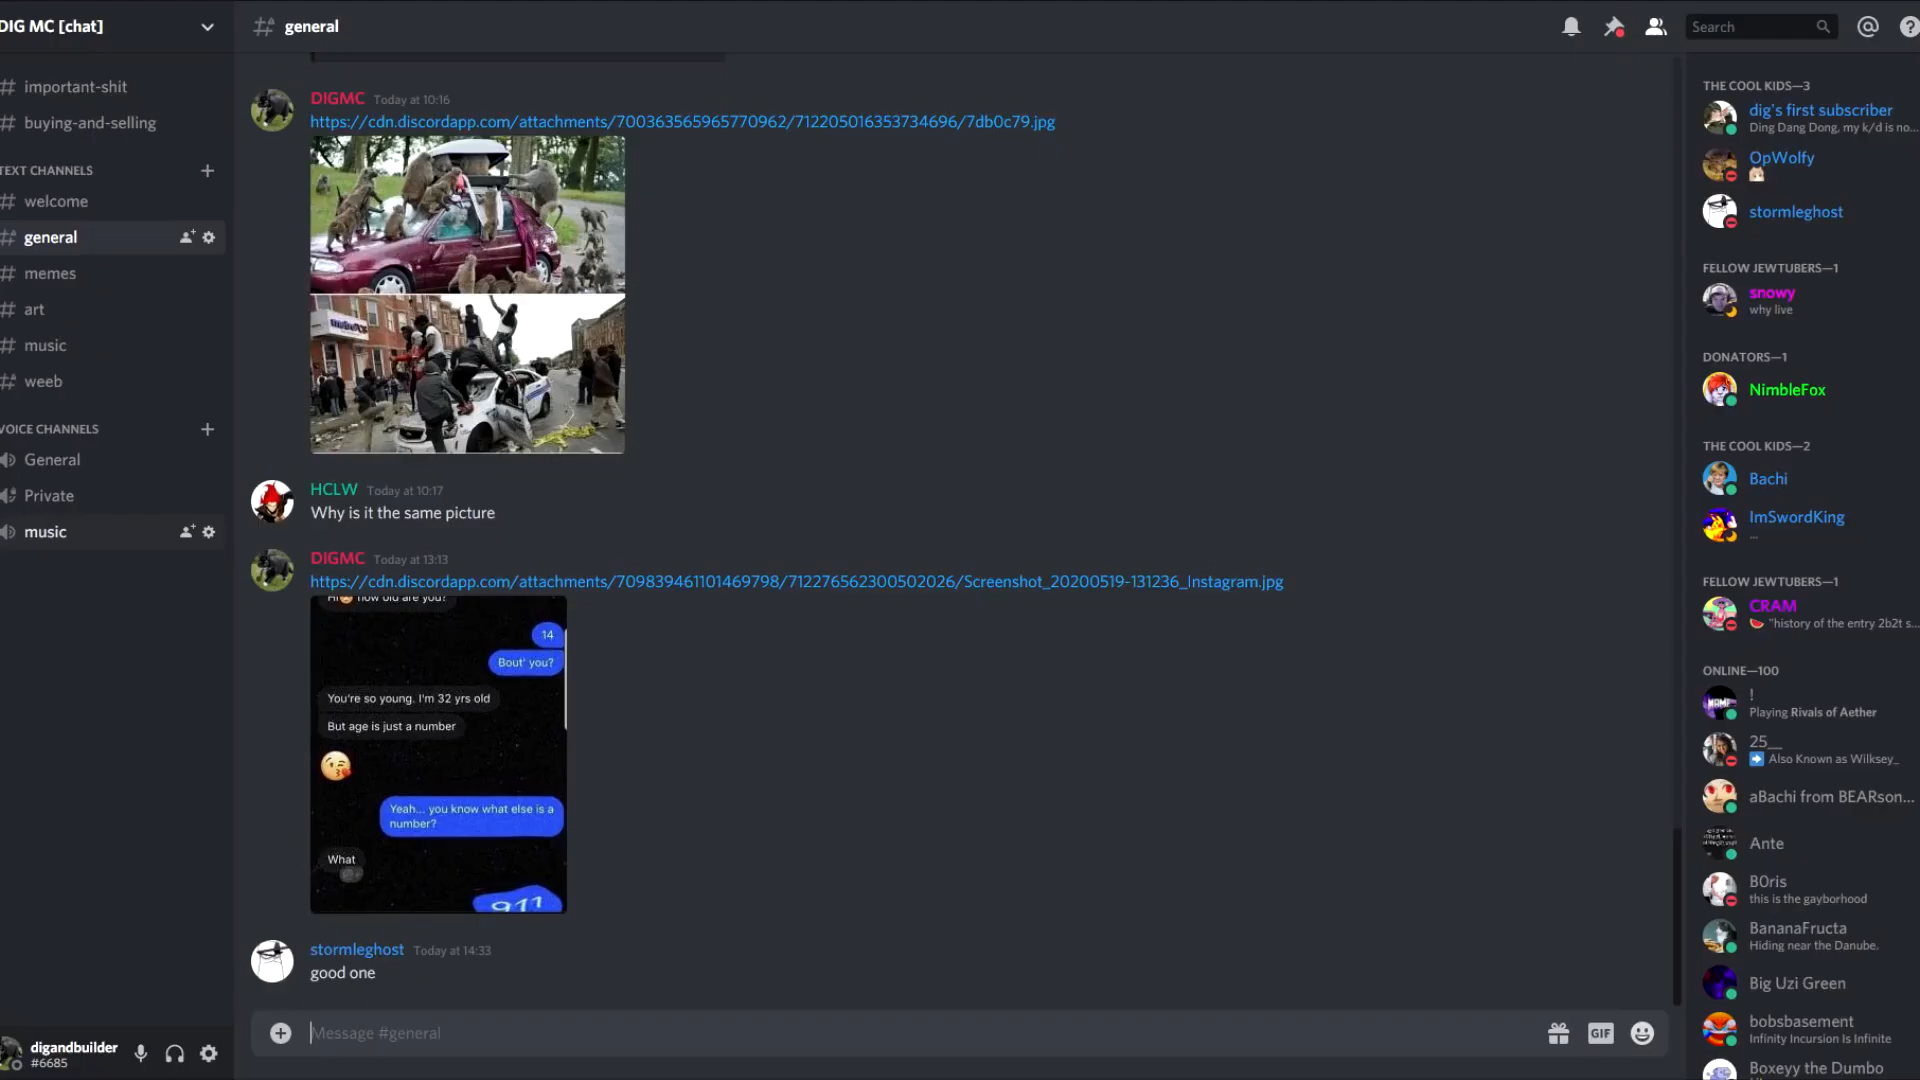 DIG MC [chat]
general
Search
important-shit
buying-and-selling
TEXT CHANNELS
welcome
general
memes
art
music
weeb
VOICE CHANNELS
General
Private
music
digandbuilder
#6685
DIGMC Today at 10:16
https://cdn.discordapp.com/attachments/700363565965770962/712205016353734696/7db0c79.jpg
HCLW Today at 10:17
Why is it the same picture
DIGMC Today at 13:13
https://cdn.discordapp.com/attachments/709839461101469798/712276562300502026/Screenshot_20200519-131236_Instagram.jpg
how old are you?
14
Bout' you?
You're so young. I'm 32 yrs old
But age is just a number
Yeah... you know what else is a
number?
What
911
stormleghost Today at 14:33
good one
Message #general
GIF
THE COOL KIDS—3
dig's first subscriber
Ding Dang Dong, my k/d is no...
OpWolfy
stormleghost
FELLOW JEWTUBERS—1
snowy
why live
DONATORS—1
NimbleFox
THE COOL KIDS—2
Bachi
ImSwordKing
...
FELLOW JEWTUBERS—1
CRAM
"history of the entry 2b2t s...
ONLINE—100
!
Playing Rivals of Aether
25__
Also Known as Wilksey_
aBachi from BEARson...
Ante
B0ris
this is the gayborhood
BananaFructa
Hiding near the Danube.
Big Uzi Green
bobsbasement
Infinity Incursion Is Infinite
Boxeyy the Dumbo